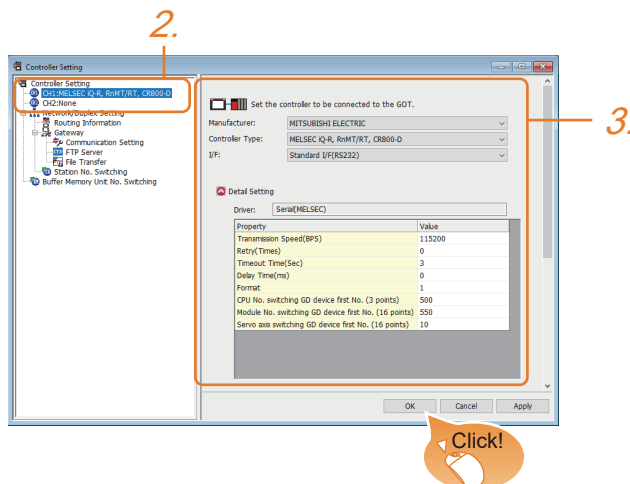 2.
Controller Setting
Controller Setting
CH1:MELSEC iQ-R, RnMT/RT, CR800-D
CH2:None
Network/Duplex Setting
Routing Information
Gateway
Communication Setting
FTP Server
File Transfer
Station No. Switching
Buffer Memory Unit No. Switching
Set the controller to be connected to the GOT.
Manufacturer: MITSUBISHI ELECTRIC
Controller Type: MELSEC iQ-R, RnMT/RT, CR800-D
I/F: Standard I/F(RS232)
Detail Setting
Driver: Serial(MELSEC)
Property Value
Transmission Speed(BPS) 115200
Retry(Times) 0
Timeout Time(Sec) 3
Delay Time(ms) 0
Format 1
CPU No. switching GD device first No. (3 points) 500
Module No. switching GD device first No. (16 points) 550
Servo axis switching GD device first No. (16 points) 10
3.
OK Cancel Apply
Click!